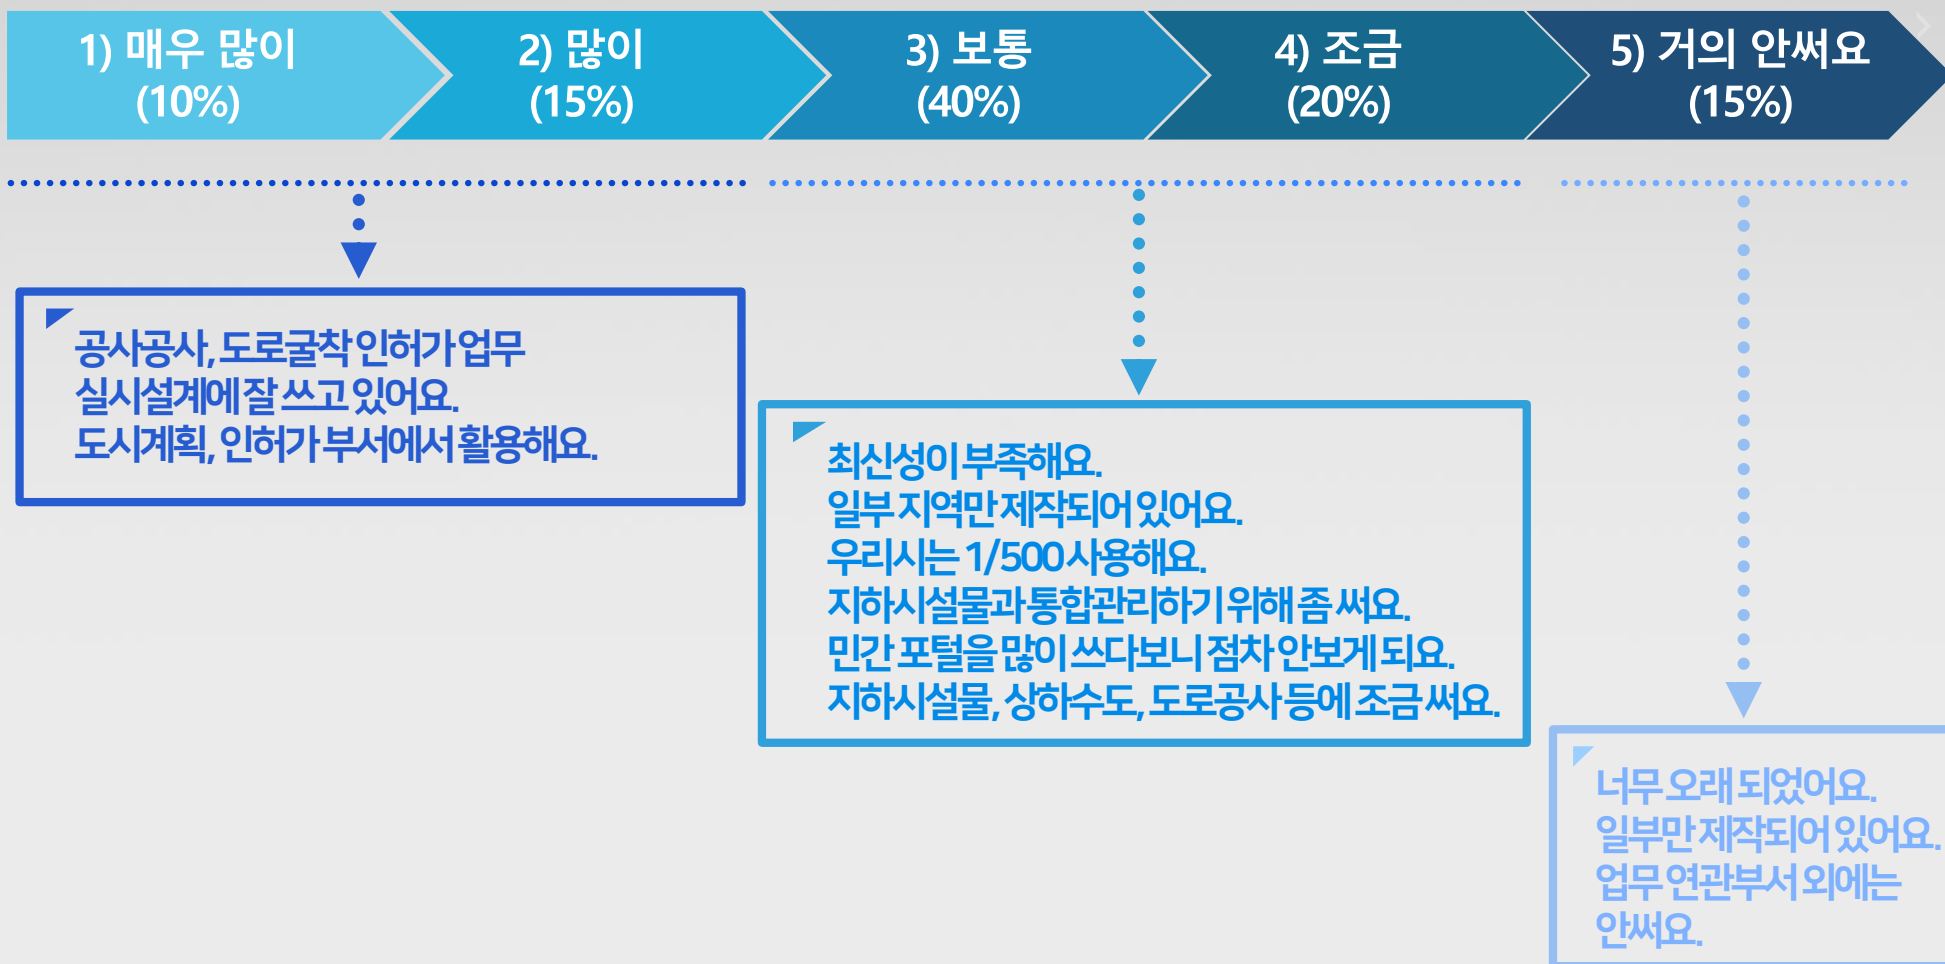 1) 매우 많이
(10%)
2) 많이
(15%)
3) 보통
(40%)
4) 조금
(20%)
5) 거의 안써요
(15%)
공사공사, 도로굴착 인허가 업무
실시설계에 잘 쓰고 있어요.
도시계획, 인허가 부서에서 활용해요.
최신성이 부족해요.
일부 지역만 제작되어 있어요.
우리시는 1/500 사용해요.
지하시설물과 통합관리하기 위해 좀 써요.
민간 포털을 많이 쓰다보니 점차 안보게 되요.
지하시설물, 상하수도, 도로공사 등에 조금 써요.
너무 오래 되었어요.
일부만 제작되어 있어요.
업무 연관부서 외에는
안써요.